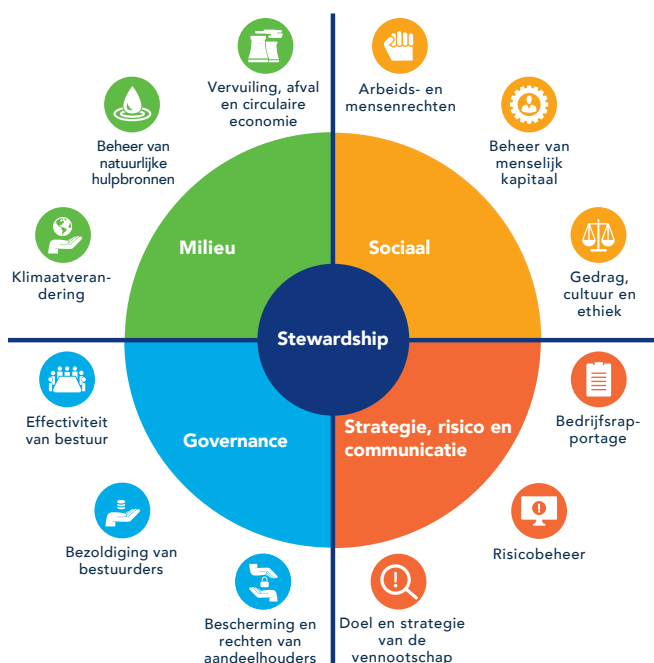 Vervuiling, afval
en circulaire
economie
Arbeids- en
mensenrechten
Beheer van
natuurlijke
hulpbronnen
Beheer van
menselijk
kapitaal
Milieu
Sociaal
Klimaatveran-
dering
Gedrag,
cultuur en
ethiek
Stewardship
Effectiviteit
van bestuur
Governance
Strategie, risico en
communicatie
Bedrijfsrap-
portage
Bezoldiging van
bestuurders
Risicobeheer
Bescherming en
rechten van
aandeelhouders
Doel en strategie
van de
vennootschap